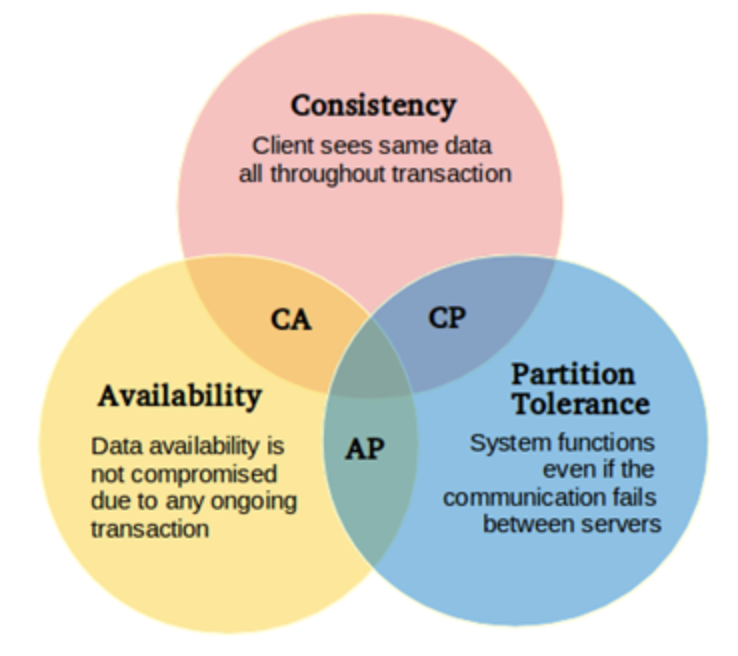 Consistency
Client sees same data
all throughout transaction
CA
CP
Availability
Data availability is
not compromised
due to any ongoing
transaction
AP
Partition
Tolerance
System functions
even if the
communication fails
between servers